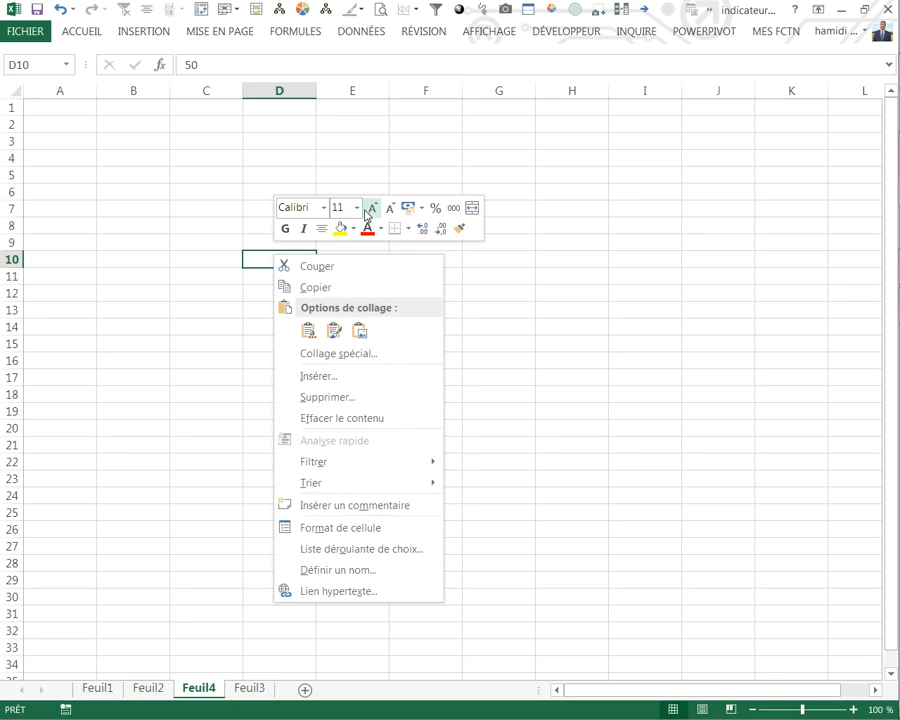 indicateur... ?
FICHIER ACCUEIL INSERTION MISE EN PAGE FORMULES DONNÉES RÉVISION AFFICHAGE DÉVELOPPEUR INQUIRE POWERPIVOT MES FCTN hamidi ...
D10 fx 50
A B C D E F G H I J K L
1
2
3
4
5
6
7
8
9
10
11
12
13
14
15
16
17
18
19
20
21
22
23
24
25
26
27
28
29
30
31
32
33
34
Calibri 11 A A % 000
G I A
Couper
Copier
Options de collage :
Collage spécial...
Insérer...
Supprimer...
Effacer le contenu
Analyse rapide
Filtrer
Trier
Insérer un commentaire
Format de cellule
Liste déroulante de choix...
Définir un nom...
Lien hypertexte...
Feuil1 Feuil2 Feuil4 Feuil3
PRÊT 100 %